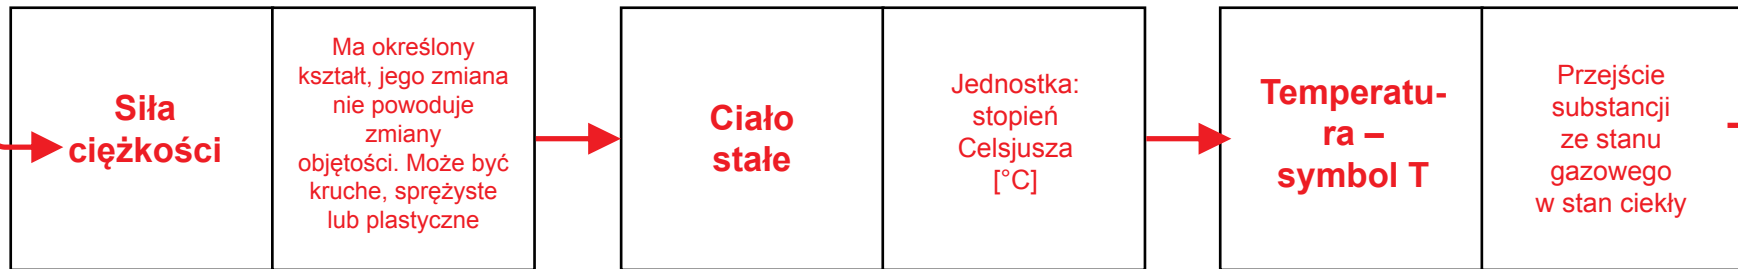 Siła
ciężkości
Ma określony
kształt, jego zmiana
nie powoduje
zmiany
objętości. Może być
kruche, sprężyste
lub plastyczne
Ciało
stałe
Jednostka:
stopień
Celsjusza
[°C]
Temperatu-
ra –
symbol T
Przejście
substancji
ze stanu
gazowego
w stan ciekły